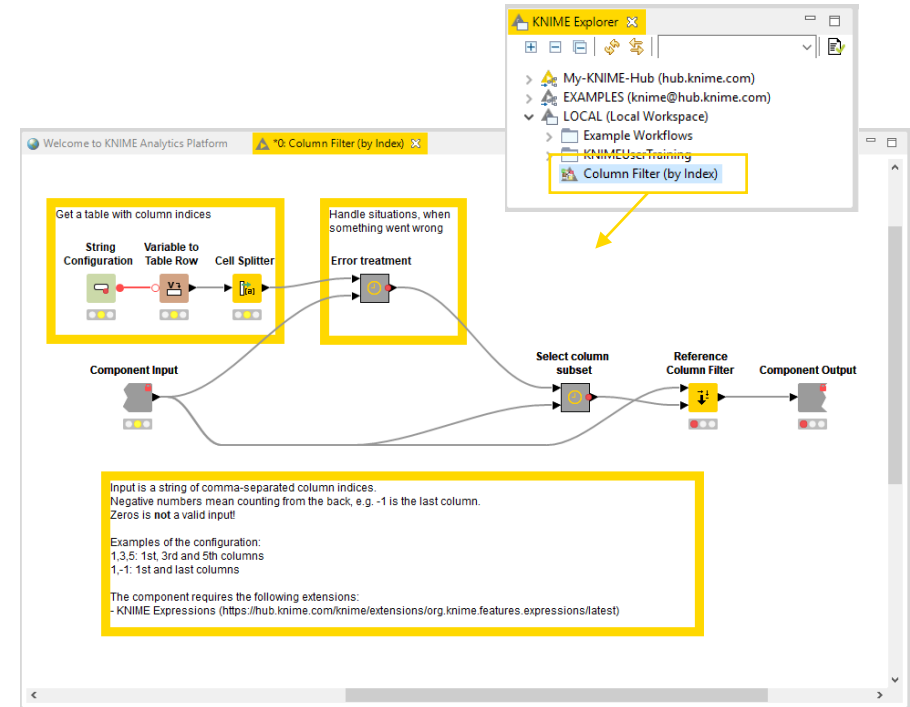 KNIME Explorer
My-KNIME-Hub (hub.knime.com)
EXAMPLES (knime@hub.knime.com)
LOCAL (Local Workspace)
Example Workflows
KNIMEUserTraining
Column Filter (by Index)
Welcome to KNIME Analytics Platform
*0: Column Filter (by Index)
Get a table with column indices
Handle situations, when
something went wrong
String
Configuration
Variable to
Table Row
Cell Splitter
Error treatment
Component Input
Select column
subset
Reference
Column Filter
Component Output
Input is a string of comma-separated column indices.
Negative numbers mean counting from the back, e.g. -1 is the last column.
Zeros is not a valid input!
Examples of the configuration:
1,3,5: 1st, 3rd and 5th columns
1,-1: 1st and last columns
The component requires the following extensions:
- KNIME Expressions (https://hub.knime.com/knime/extensions/org.knime.features.expressions/latest)